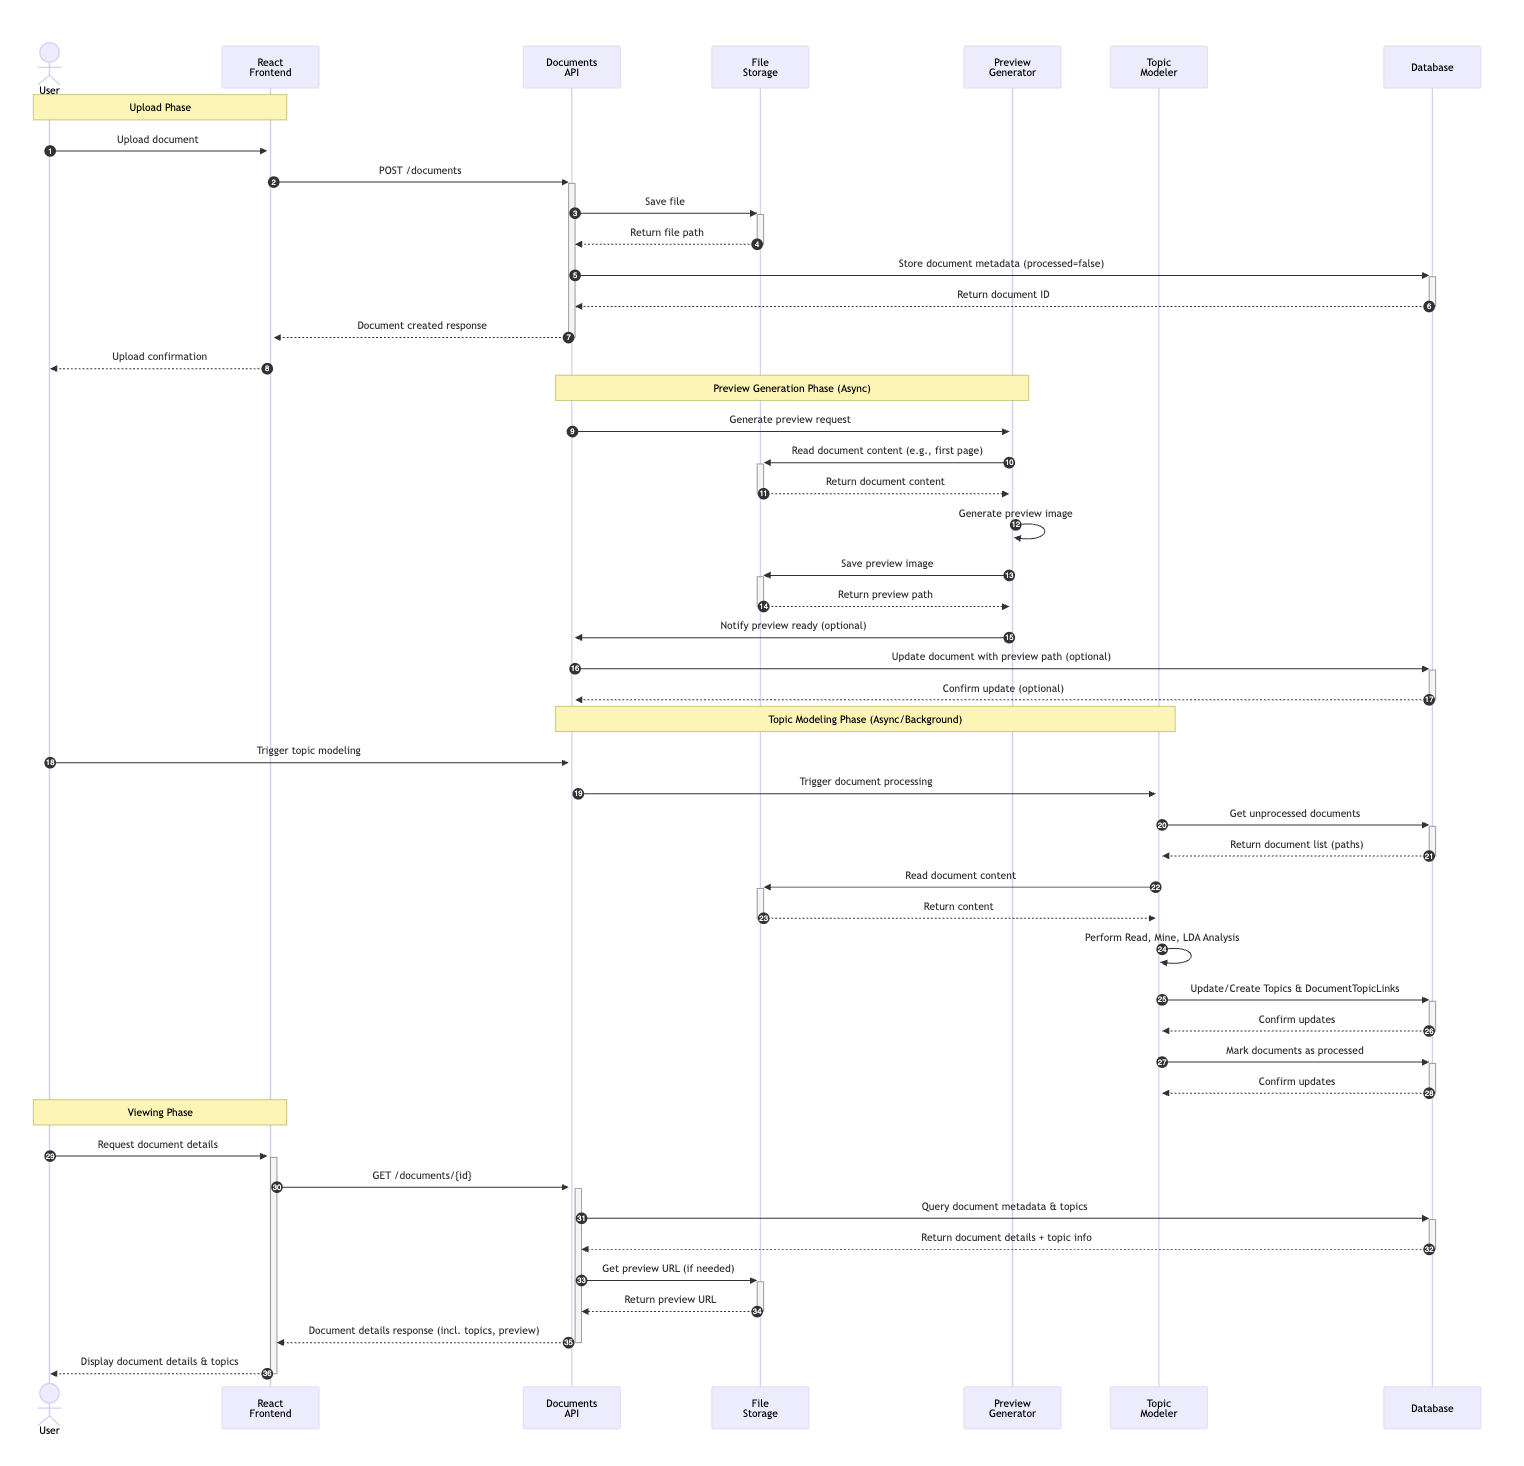 User
React
Frontend
Documents
API
File
Storage
Preview
Generator
Topic
Modeler
Database
Upload Phase
Upload document
1
POST /documents
2
Save file
3
Return file path
4
Store document metadata (processed=false)
5
Return document ID
6
Document created response
7
Upload confirmation
8
Preview Generation Phase (Async)
Generate preview request
9
Read document content (e.g., first page)
10
Return document content
11
Generate preview image
12
Save preview image
13
Return preview path
14
Notify preview ready (optional)
15
Update document with preview path (optional)
16
Confirm update (optional)
17
Topic Modeling Phase (Async/Background)
Trigger topic modeling
18
Trigger document processing
19
Get unprocessed documents
20
Return document list (paths)
21
Read document content
22
Return content
23
Perform Read, Mine, LDA Analysis
24
Update/Create Topics & DocumentTopicLinks
25
Confirm updates
26
Mark documents as processed
27
Confirm updates
28
Viewing Phase
Request document details
29
GET /documents/{id}
30
Query document metadata & topics
31
Return document details + topic info
32
Get preview URL (if needed)
33
Return preview URL
34
Document details response (incl. topics, preview)
35
Display document details & topics
36
User
React
Frontend
Documents
API
File
Storage
Preview
Generator
Topic
Modeler
Database